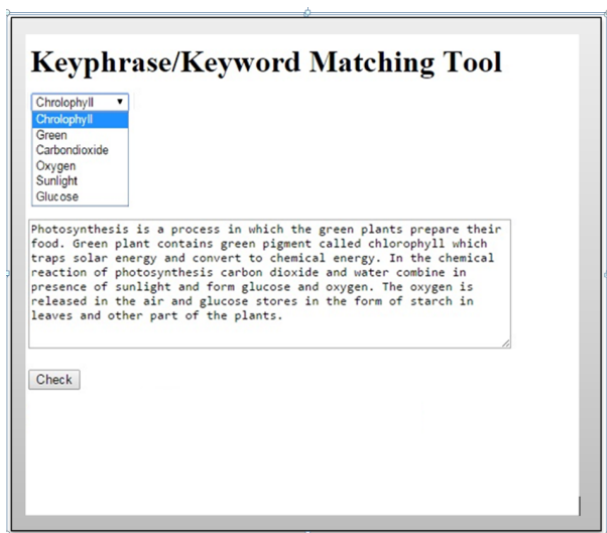 Keyphrase/Keyword Matching Tool
Chrolophyll
Chrolophyll
Green
Carbondioxide
Oxygen
Sunlight
Glucose
Photosynthesis is a process in which the green plants prepare their
food. Green plant contains green pigment called chlorophyll which
traps solar energy and convert to chemical energy. In the chemical
reaction of photosynthesis carbon dioxide and water combine in
presence of sunlight and form glucose and oxygen. The oxygen is
released in the air and glucose stores in the form of starch in
leaves and other part of the plants.
Check